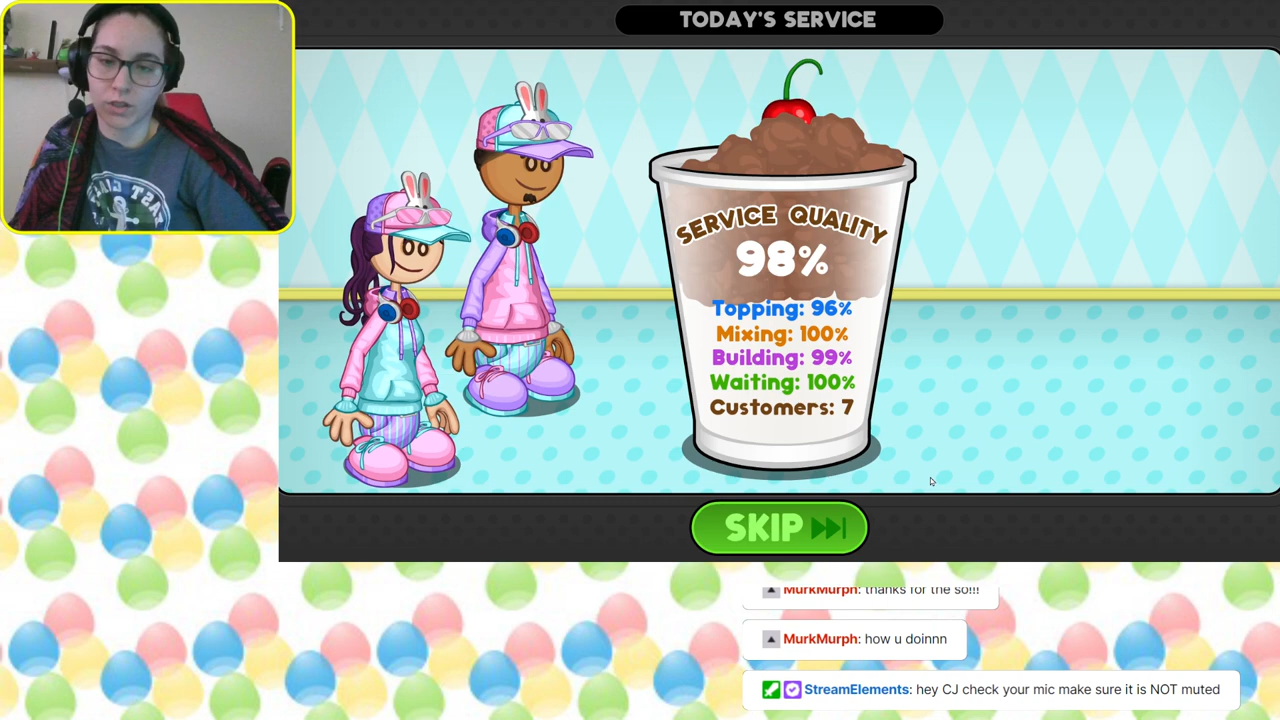 TODAY'S SERVICE
SERVICE QUALITY
98%
Topping: 96%
Mixing: 100%
Building: 99%
Waiting: 100%
Customers: 7
SKIP
MurkMurph: thanks for the so!!!
MurkMurph: how u doinnn
StreamElements: hey CJ check your mic make sure it is NOT muted